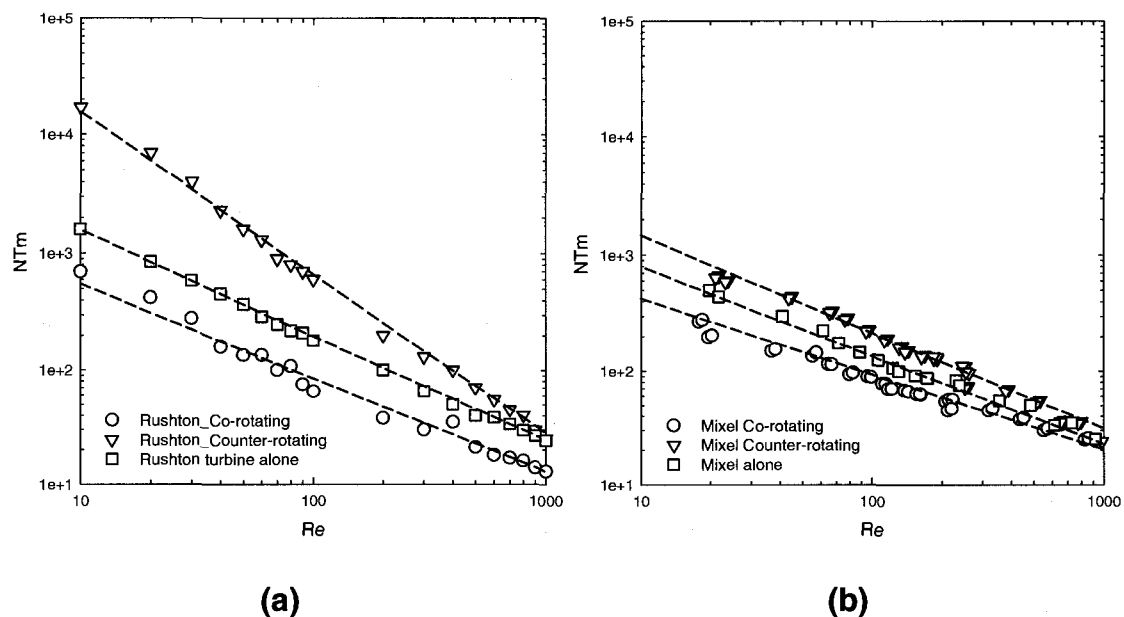 1e+5
1e+4
1e+3
1e+2
1e+1
NTm
Rushton_Co-rotating
Rushton_Counter-rotating
Rushton turbine alone
10
100
1000
Re
(a)
1e+5
1e+4
1e+3
1e+2
1e+1
NTm
Mixel Co-rotating
Mixel Counter-rotating
Mixel alone
10
100
1000
Re
(b)